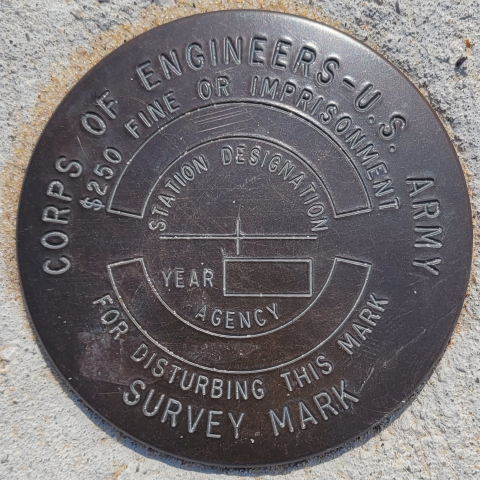 CORPS OF ENGINEERS-U.S. ARMY
$250 FINE OR IMPRISONMENT
STATION DESIGNATION
YEAR
AGENCY
FOR DISTURBING THIS MARK
SURVEY MARK